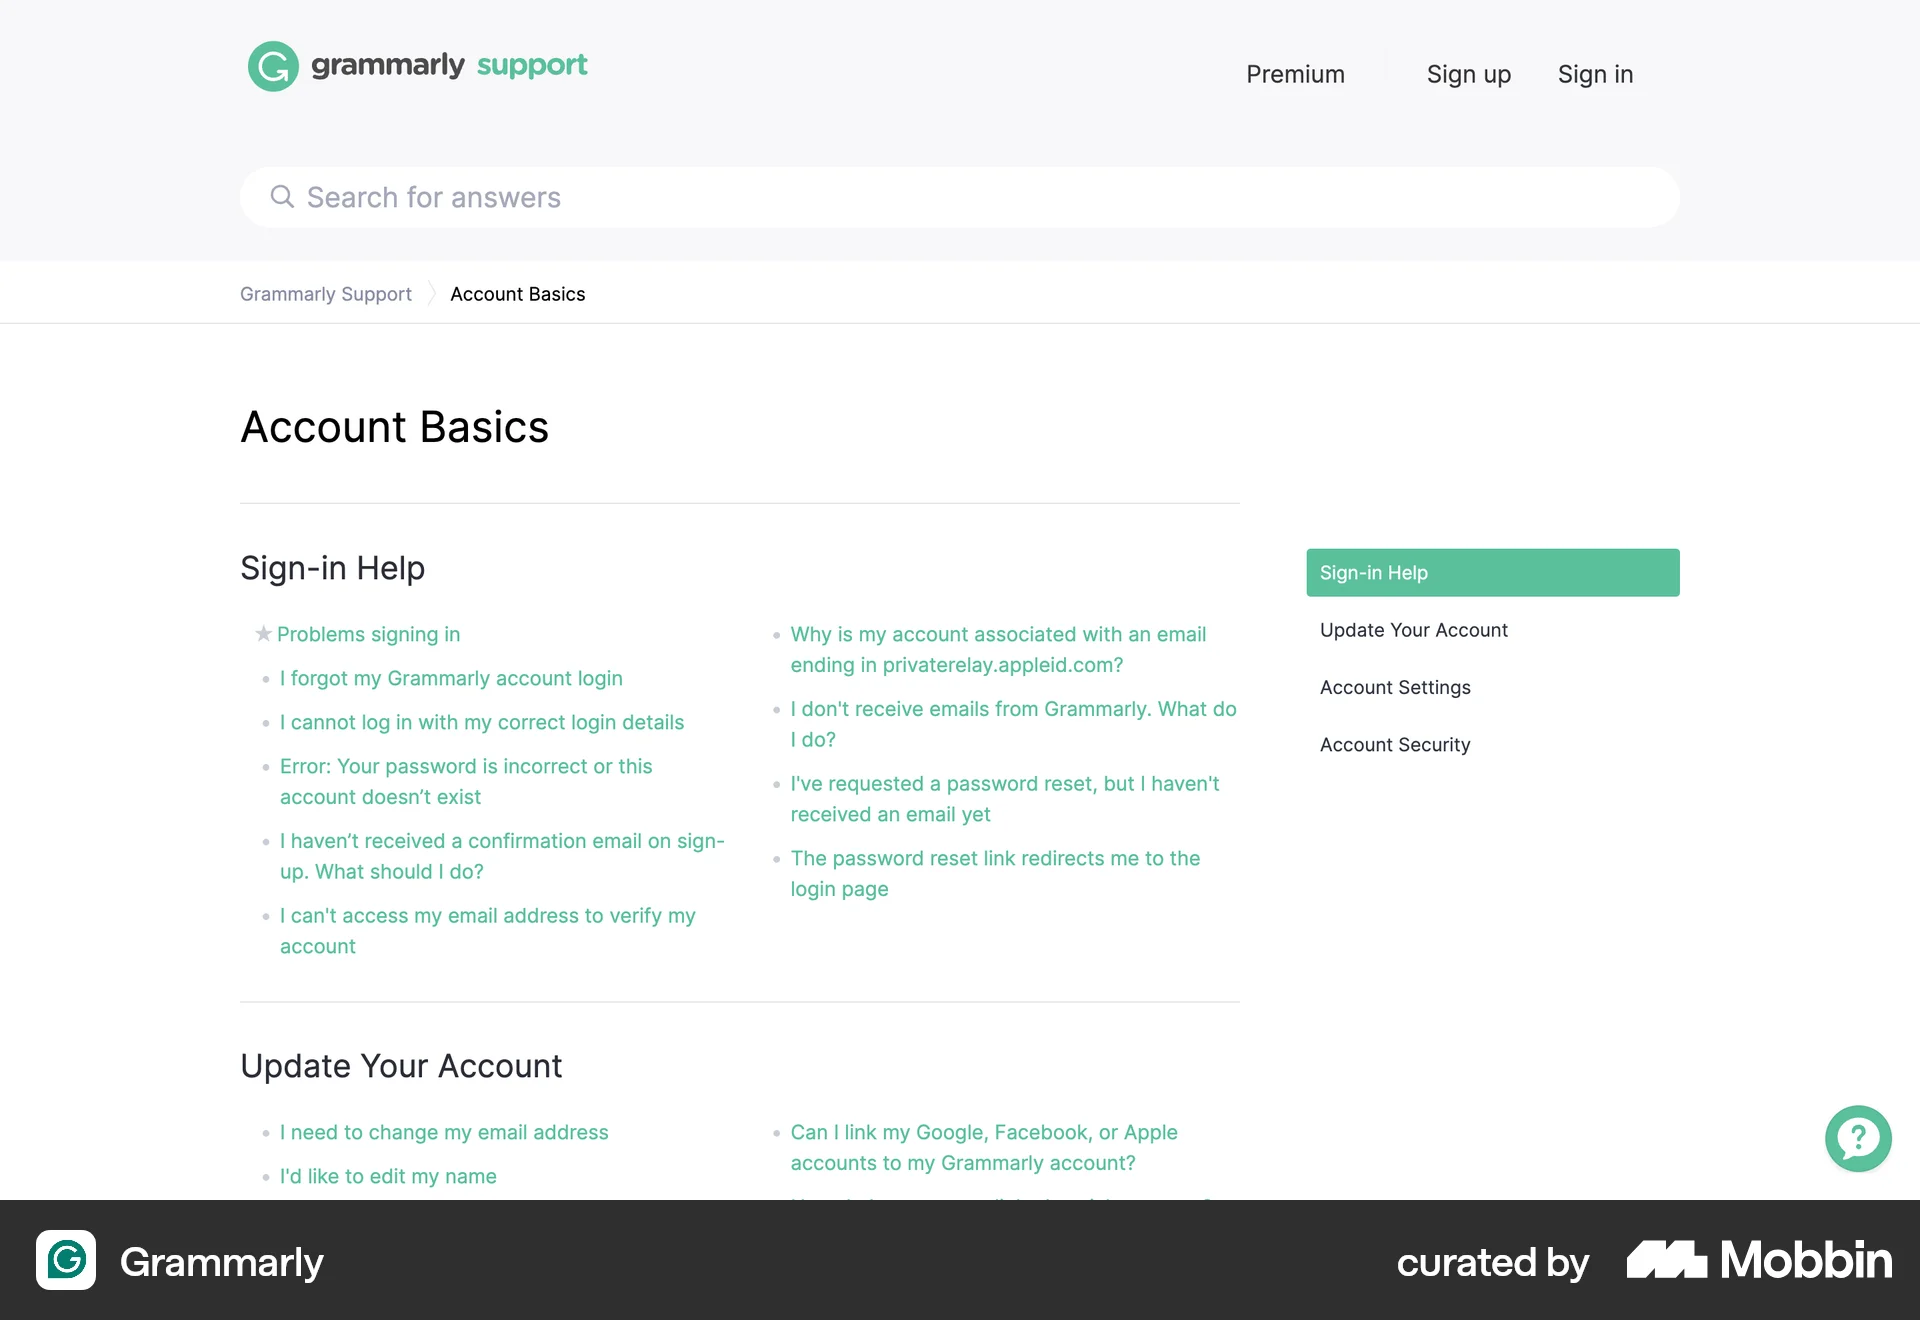 grammarly support
Premium
Sign up
Sign in
Search for answers
Grammarly Support
Account Basics
Account Basics
Sign-in Help
Problems signing in
I forgot my Grammarly account login
I cannot log in with my correct login details
Error: Your password is incorrect or this
account doesn’t exist
I haven’t received a confirmation email on sign-
up. What should I do?
I can't access my email address to verify my
account
Why is my account associated with an email
ending in privaterelay.appleid.com?
I don't receive emails from Grammarly. What do
I do?
I've requested a password reset, but I haven't
received an email yet
The password reset link redirects me to the
login page
Sign-in Help
Update Your Account
Account Settings
Account Security
Update Your Account
I need to change my email address
I'd like to edit my name
Can I link my Google, Facebook, or Apple
accounts to my Grammarly account?
Grammarly
curated by
Mobbin